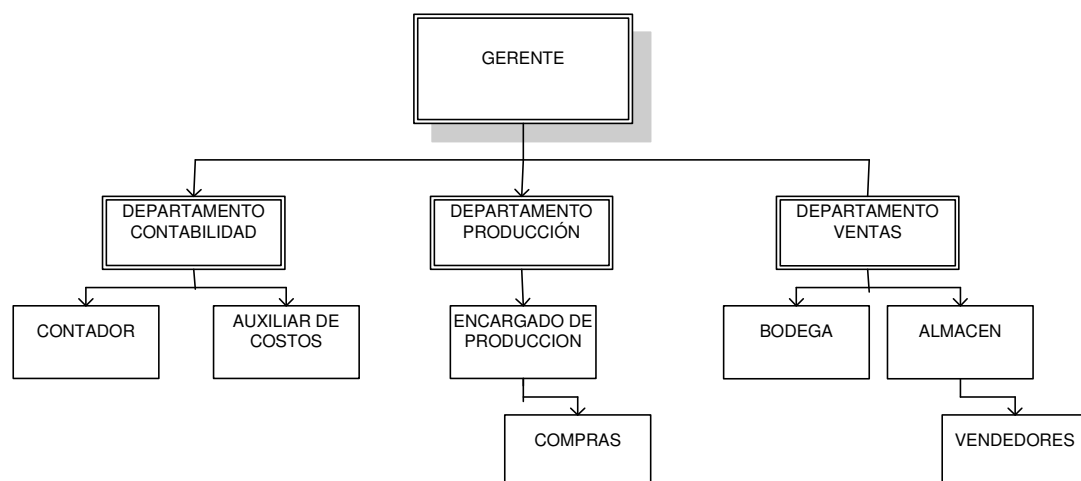 GERENTE
DEPARTAMENTO
CONTABILIDAD
DEPARTAMENTO
PRODUCCIÓN
DEPARTAMENTO
VENTAS
CONTADOR
AUXILIAR DE
COSTOS
ENCARGADO DE
PRODUCCION
BODEGA
ALMACEN
COMPRAS
VENDEDORES